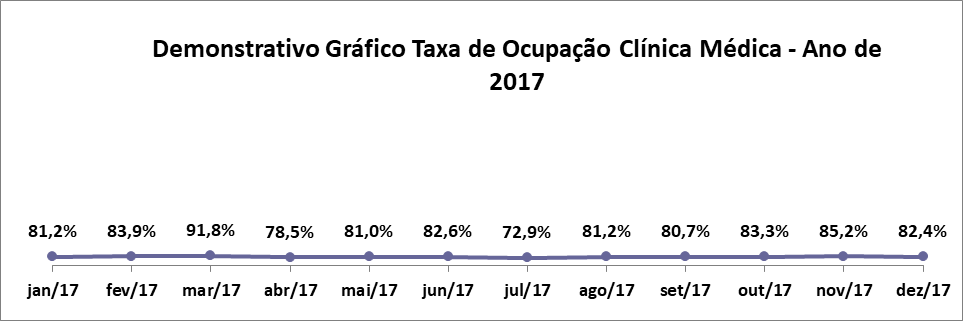 Demonstrativo Gráfico Taxa de Ocupação Clínica Médica - Ano de
2017
81,2% 83,9% 91,8% 78,5% 81,0% 82,6% 72,9% 81,2% 80,7% 83,3% 85,2% 82,4%
jan/17 fev/17 mar/17 abr/17 mai/17 jun/17 jul/17 ago/17 set/17 out/17 nov/17 dez/17